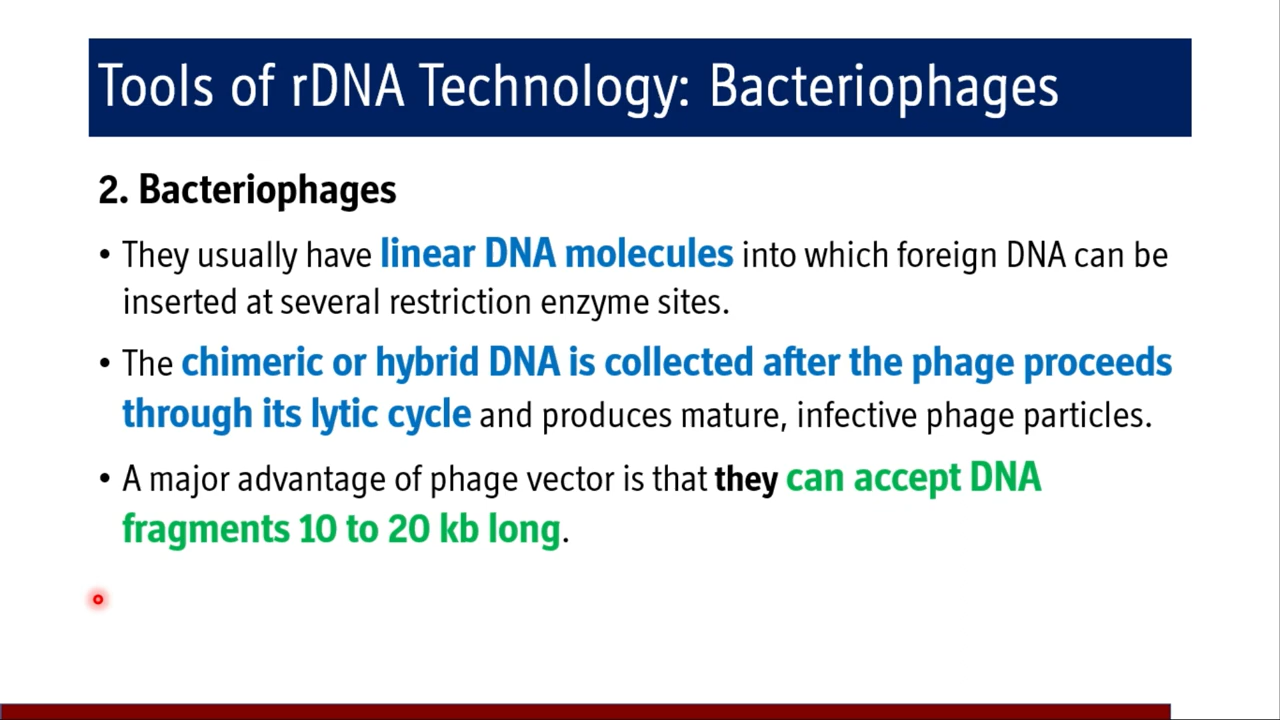 Tools of rDNA Technology: Bacteriophages
2. Bacteriophages
• They usually have linear DNA molecules into which foreign DNA can be
inserted at several restriction enzyme sites.
• The chimeric or hybrid DNA is collected after the phage proceeds
through its lytic cycle and produces mature, infective phage particles.
• A major advantage of phage vector is that they can accept DNA
fragments 10 to 20 kb long.